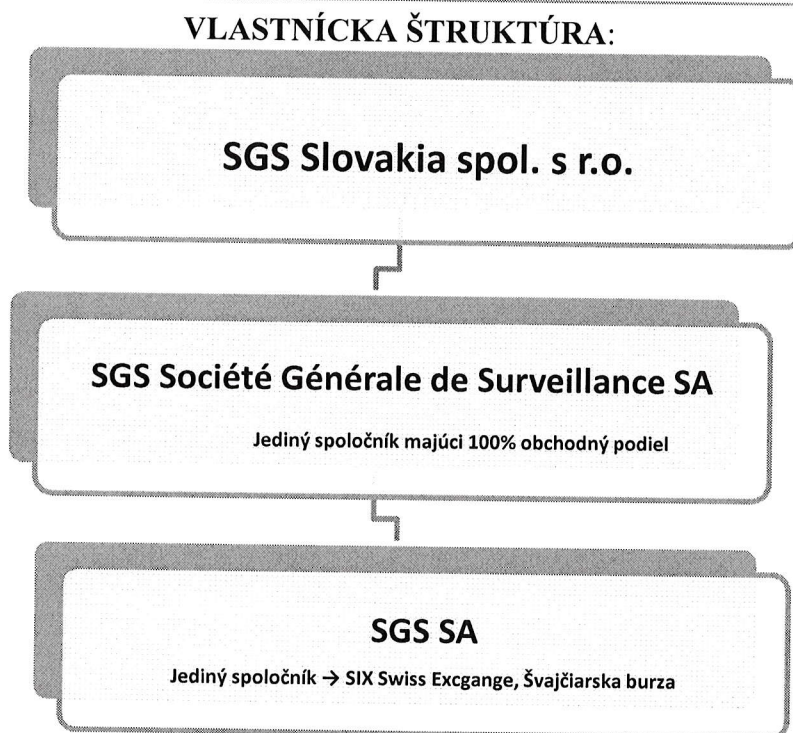 VLASTNÍCKA ŠTRUKTÚRA:
SGS Slovakia spol. s r.o.
SGS Société Générale de Surveillance SA
Jediný spoločník majúci 100% obchodný podiel
SGS SA
Jediný spoločník → SIX Swiss Excgange, Švajčiarska burza